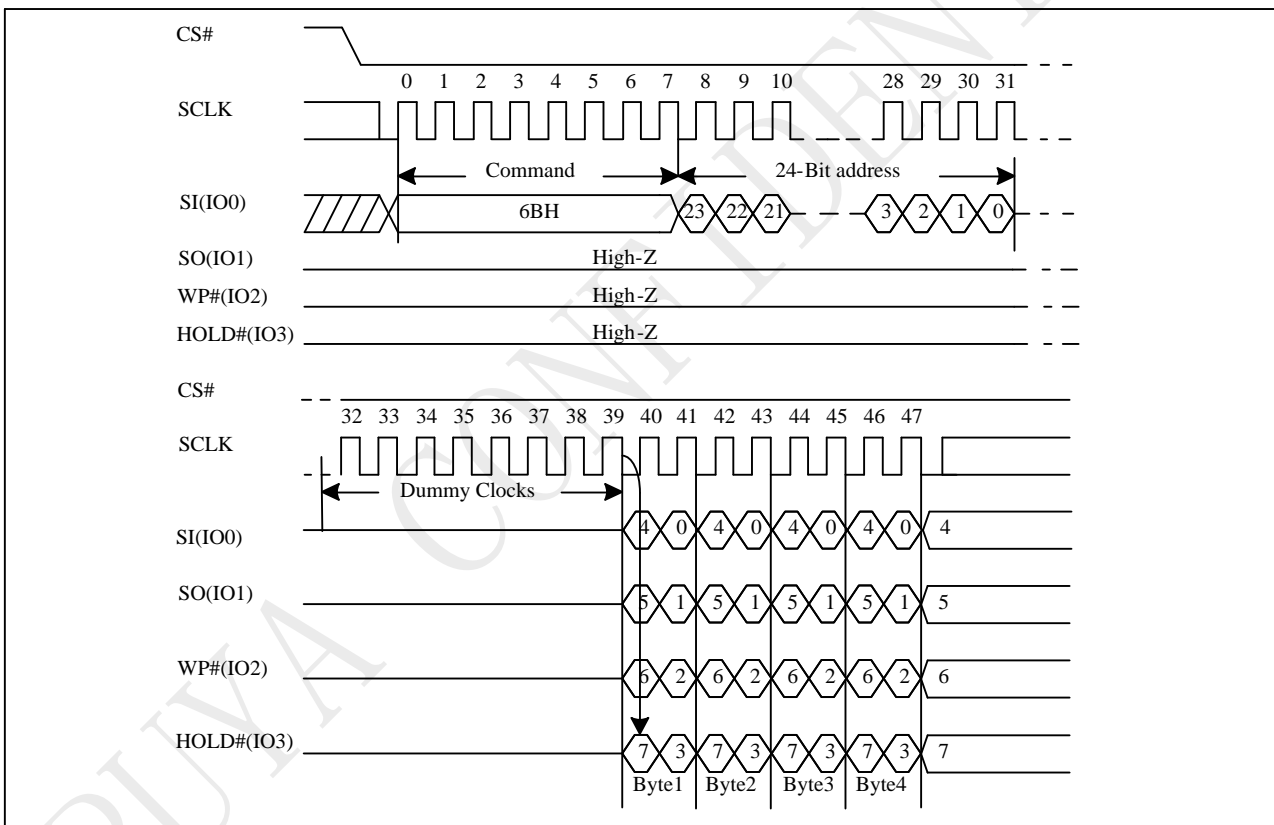 CS#
0 1 2 3 4 5 6 7 8 9 10 28 29 30 31
SCLK
Command 24-Bit address
SI(IO0) 6BH 23 22 21 3 2 1 0
SO(IO1) High-Z
WP#(IO2) High-Z
HOLD#(IO3) High-Z
CS#
32 33 34 35 36 37 38 39 40 41 42 43 44 45 46 47
SCLK
Dummy Clocks
SI(IO0) 4 0 4 0 4 0 4 0 4
SO(IO1) 5 1 5 1 5 1 5 1 5
WP#(IO2) 6 2 6 2 6 2 6 2 6
HOLD#(IO3) 7 3 7 3 7 3 7 3 7
Byte1 Byte2 Byte3 Byte4
PUYA CONFIDEN